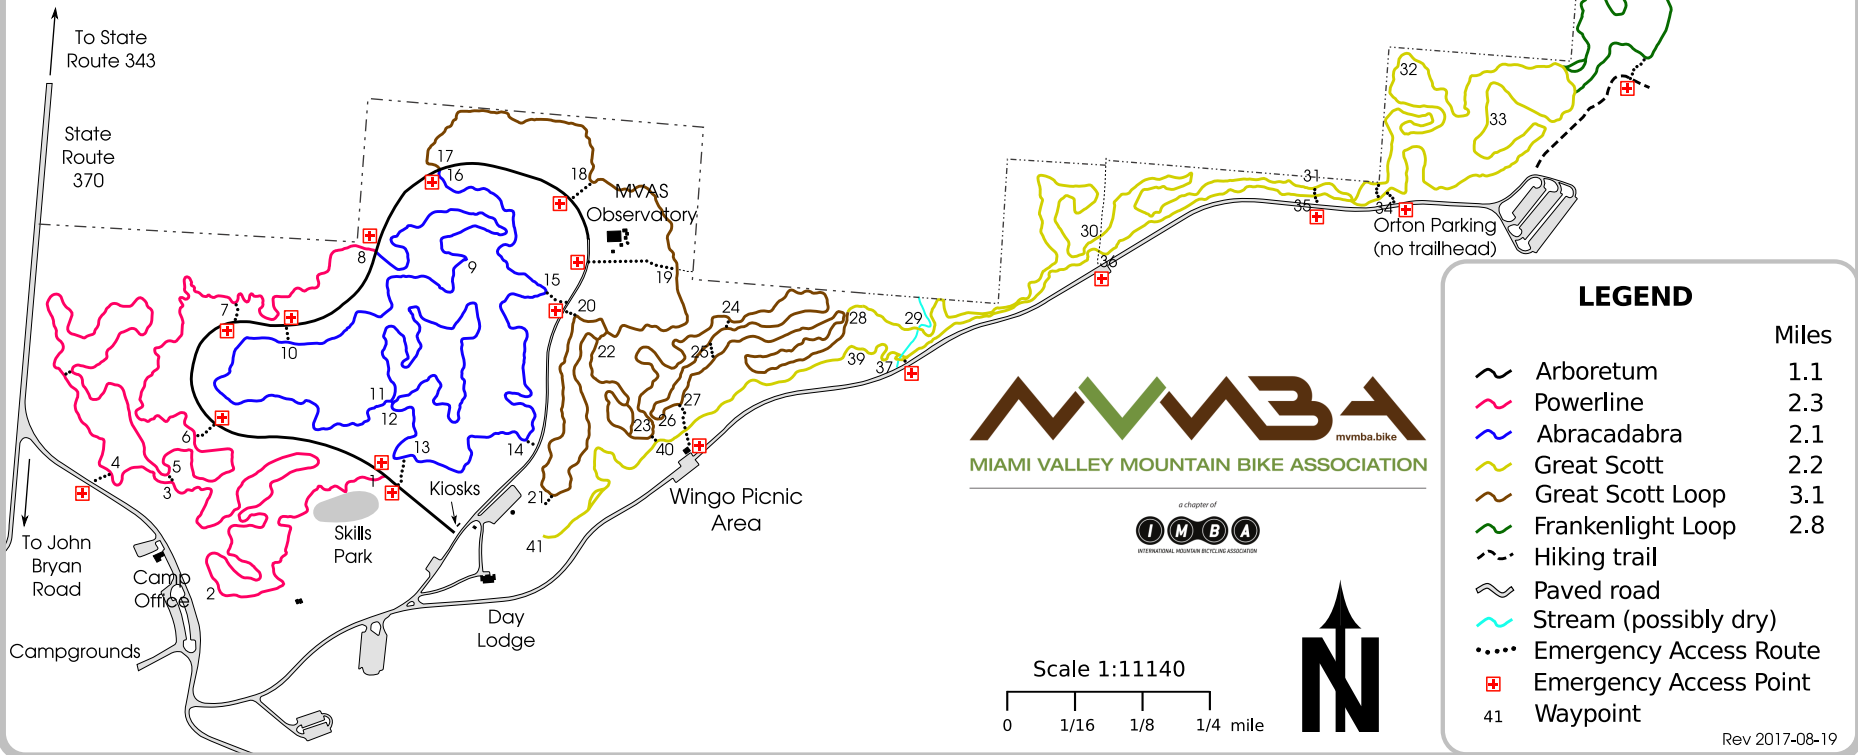 To State
Route 343
State
Route
370
32
33
17
16
18
MVAS
Observatory
31
35
34
Orton Parking
(no trailhead)
30
36
8
9
15
19
20
7
10
24
28
29
22
25
39
37
11
12
27
26
23
40
6
13
14
4
5
3
1
Kiosks
21
Wingo Picnic
Area
Skills
Park
41
To John
Bryan
Road
Camp
Office
2
Day
Lodge
Campgrounds
MVMBA
mvmba.bike
MIAMI VALLEY MOUNTAIN BIKE ASSOCIATION
a chapter of
IMBA
INTERNATIONAL MOUNTAIN BICYCLING ASSOCIATION
Scale 1:11140
0 1/16 1/8 1/4 mile
N
LEGEND
Miles
Arboretum 1.1
Powerline 2.3
Abracadabra 2.1
Great Scott 2.2
Great Scott Loop 3.1
Frankenlight Loop 2.8
Hiking trail
Paved road
Stream (possibly dry)
Emergency Access Route
Emergency Access Point
41 Waypoint
Rev 2017-08-19